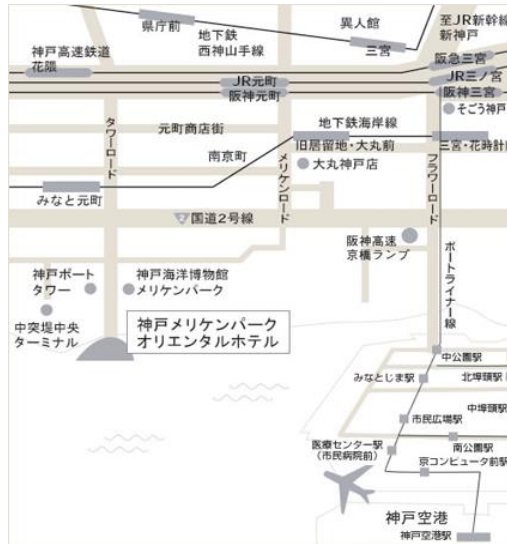 県庁前
地下鉄
西神山手線
異人館
三宮
至JR新幹線
新神戸
神戸高速鉄道
花隈
阪急三宮
JR元町
阪神元町
JR三ノ宮
阪神三宮
そごう神戸
タワーロード
元町商店街
地下鉄海岸線
旧居留地・大丸前
三宮・花時計
南京町
メリケンロード
大丸神戸店
フラワーロード
みなと元町
2
国道2号線
阪神高速
京橋ランプ
ポートライナー線
神戸ポート
タワー
神戸海洋博物館
メリケンパーク
中突堤中央
ターミナル
神戸メリケンパーク
オリエンタルホテル
中公園駅
みなとじま駅
北埠頭駅
中埠頭駅
市民広場駅
医療センター駅
(市民病院前)
南公園駅
京コンピュータ前駅
神戸空港
神戸空港駅